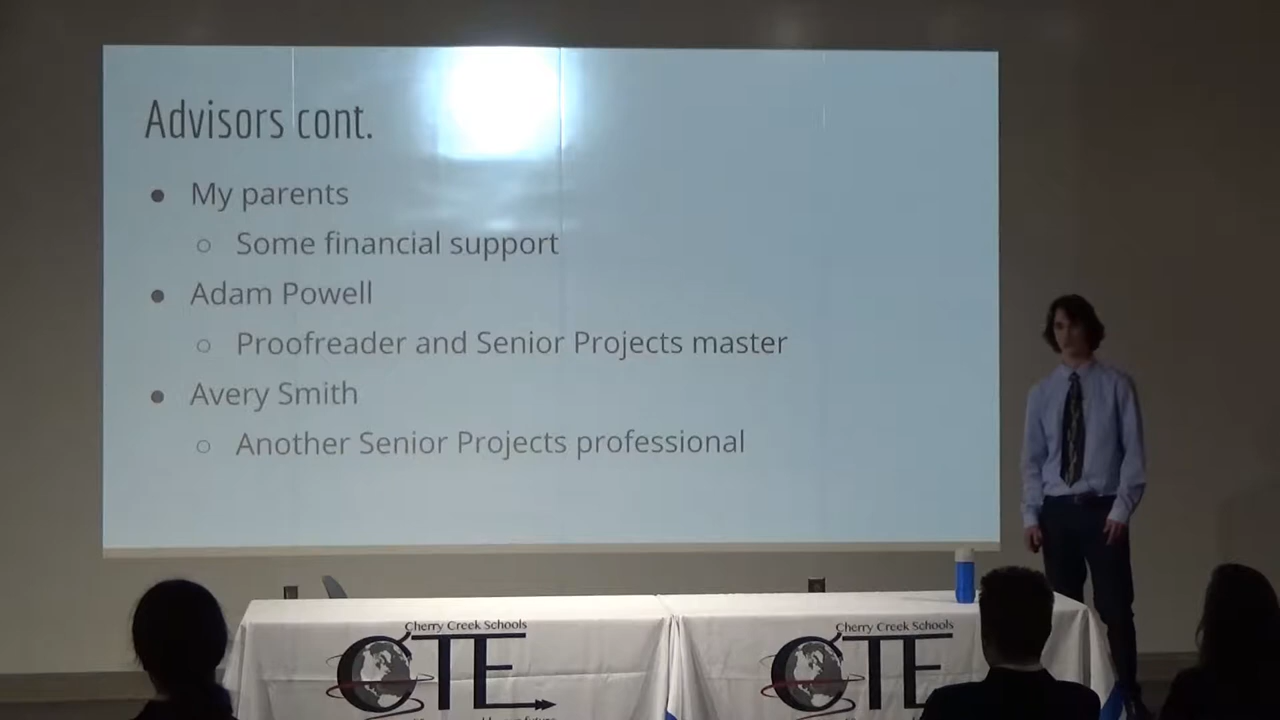 Advisors cont.
My parents
Some financial support
Adam Powell
Proofreader and Senior Projects master
Avery Smith
Another Senior Projects professional
Cherry Creek Schools
CTE
Cherry Creek Schools
CTE